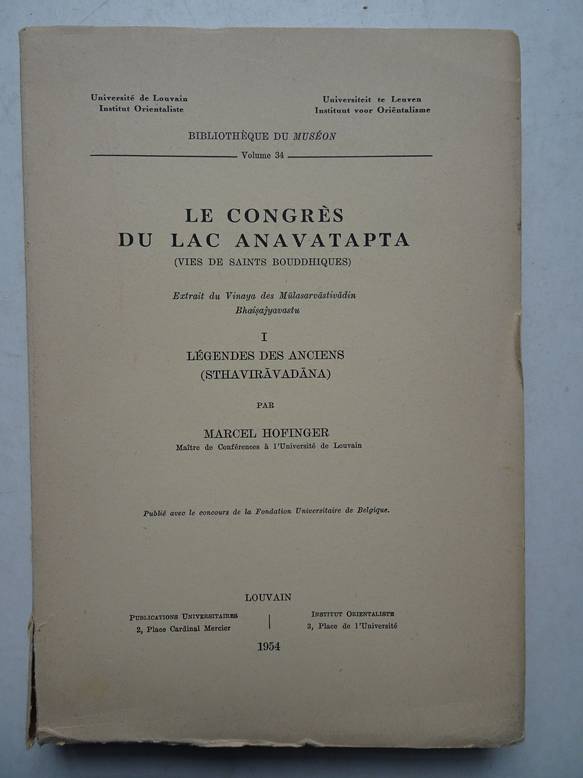 Université de Louvain
Institut Orientaliste
Universiteit te Leuven
Instituut voor Oriëntalisme
BIBLIOTHÈQUE DU MUSÉON
Volume 34
LE CONGRÈS
DU LAC ANAVATAPTA
(VIES DE SAINTS BOUDDHIQUES)
Extrait du Vinaya des Mūlasarvāstivādin
Bhaiṣajyavastu
I
LÉGENDES DES ANCIENS
(STHAVIRĀVADĀNA)
PAR
MARCEL HOFINGER
Maître de Conférences à l'Université de Louvain
Publié avec le concours de la Fondation Universitaire de Belgique.
LOUVAIN
Publications Universitaires
2, Place Cardinal Mercier
Institut Orientaliste
3, Place de l'Université
1954